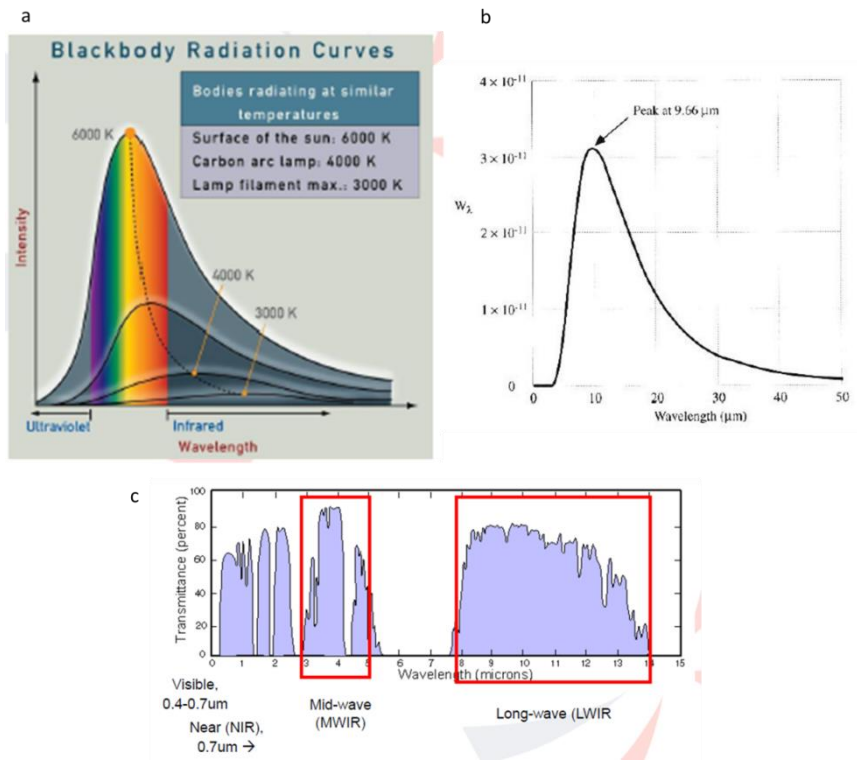 a
Blackbody Radiation Curves
Bodies radiating at similar
temperatures
Surface of the sun: 6000 K
Carbon arc lamp: 4000 K
Lamp filament max.: 3000 K
6000 K
4000 K
3000 K
Intensity
Ultraviolet
Infrared
Wavelength
b
4 × 10⁻¹¹
Peak at 9.66 μm
3 × 10⁻¹¹
Wλ
2 × 10⁻¹¹
1 × 10⁻¹¹
0
0 10 20 30 40 50
Wavelength (μm)
c
Transmittance (percent)
100
80
60
40
20
0
0 1 2 3 4 5 6 7 8 9 10 11 12 13 14 15
Wavelength (microns)
Visible,
0.4-0.7um
Near (NIR),
0.7um →
Mid-wave
(MWIR)
Long-wave (LWIR